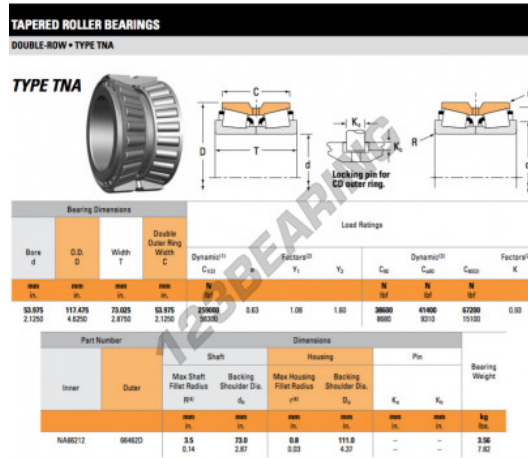 TAPERED ROLLER BEARINGS
DOUBLE-ROW • TYPE TNA
TYPE TNA
C
D
T
d
Locking pin for
CD outer ring.
R
123BEARING
Bearing Dimensions
Load Ratings
Bore
d
O.D.
D
Width
T
Double
Outer Ring
Width
C
Dynamic(1)
Factors(2)
Dynamic(3)
Factors
e
Y1
Y2
C90
K
mm mm mm mm N N N N
in. in. in. in. lbf lbf lbf lbf
53.975 117.475 73.025 53.975 259000 0.63 1.08 1.60 38600 41400 67200 0.93
2.1250 4.6250 2.8750 2.1250 58300 8680 9310 15100
Part Number
Dimensions
Shaft
Housing
Pin
Bearing
Weight
Inner
Outer
Max Shaft
Fillet Radius
Backing
Shoulder Dia.
Max Housing
Fillet Radius
Backing
Shoulder Dia.
mm mm mm mm mm mm kg
in. in. in. in. in. in. lbs.
NA66212 66462D 3.5 73.0 0.8 111.0 – – 3.56
0.14 2.87 0.03 4.37 7.82